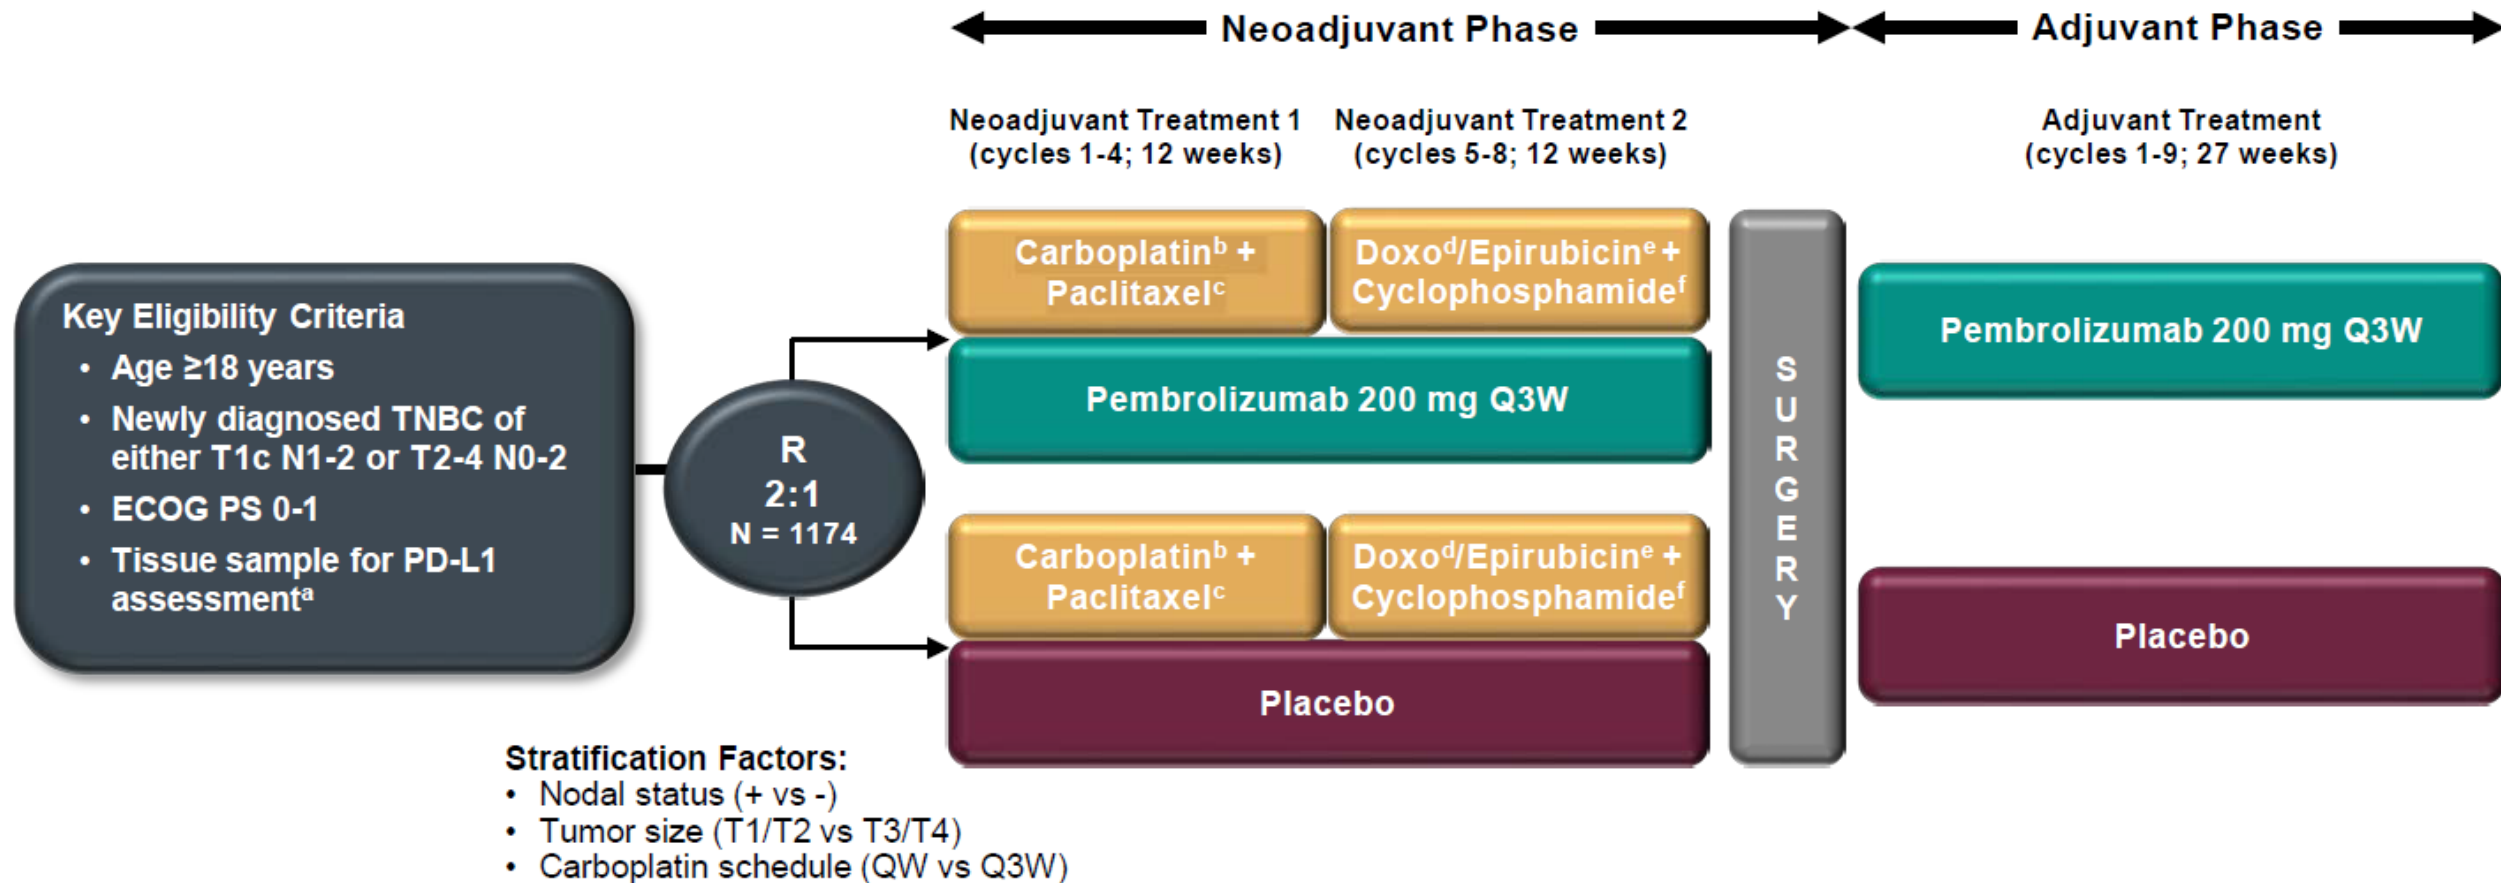 Neoadjuvant Phase
Adjuvant Phase
Neoadjuvant Treatment 1
(cycles 1-4; 12 weeks)
Neoadjuvant Treatment 2
(cycles 5-8; 12 weeks)
Adjuvant Treatment
(cycles 1-9; 27 weeks)
Key Eligibility Criteria
• Age ≥18 years
• Newly diagnosed TNBC of
either T1c N1-2 or T2-4 N0-2
• ECOG PS 0-1
• Tissue sample for PD-L1
assessmentᵃ
R
2:1
N = 1174
Carboplatinᵇ +
Paclitaxelᶜ
Doxoᵈ/Epirubicinᵉ +
Cyclophosphamideᶠ
Pembrolizumab 200 mg Q3W
Carboplatinᵇ +
Paclitaxelᶜ
Doxoᵈ/Epirubicinᵉ +
Cyclophosphamideᶠ
Placebo
SURGERY
Pembrolizumab 200 mg Q3W
Placebo
Stratification Factors:
• Nodal status (+ vs -)
• Tumor size (T1/T2 vs T3/T4)
• Carboplatin schedule (QW vs Q3W)